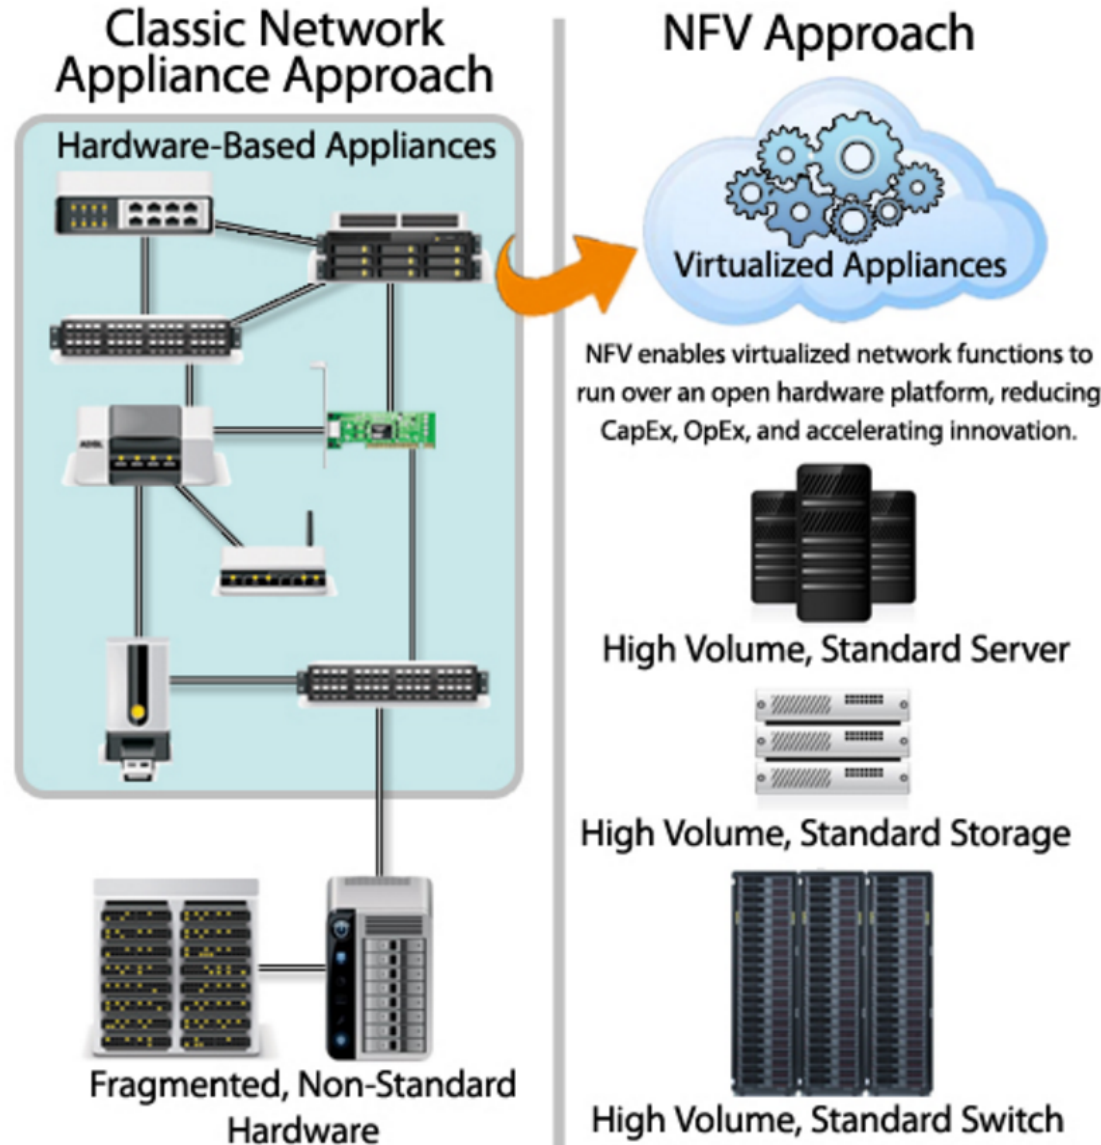 Classic Network
Appliance Approach
Hardware-Based Appliances
ADSL
Fragmented, Non-Standard
Hardware
NFV Approach
Virtualized Appliances
NFV enables virtualized network functions to
run over an open hardware platform, reducing
CapEx, OpEx, and accelerating innovation.
High Volume, Standard Server
High Volume, Standard Storage
High Volume, Standard Switch